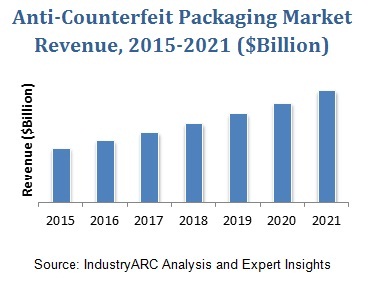 Anti-Counterfeit Packaging Market
Revenue, 2015-2021 ($Billion)
Revenue ($Billion)
2015 2016 2017 2018 2019 2020 2021
Source: IndustryARC Analysis and Expert Insights